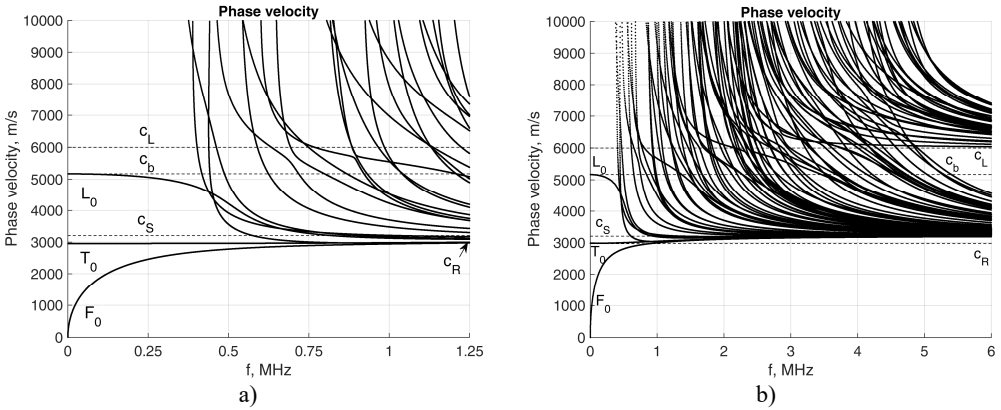 Phase velocity
10000
9000
8000
7000
6000
5000
4000
3000
2000
1000
0
Phase velocity, m/s
c_L
c_b
L_0
c_S
T_0
F_0
c_R
0 0.25 0.5 0.75 1 1.25
f, MHz
a)
Phase velocity
10000
9000
8000
7000
6000
5000
4000
3000
2000
1000
0
Phase velocity, m/s
L_0
c_S
T_0
F_0
c_L
c_b
c_R
0 1 2 3 4 5 6
f, MHz
b)